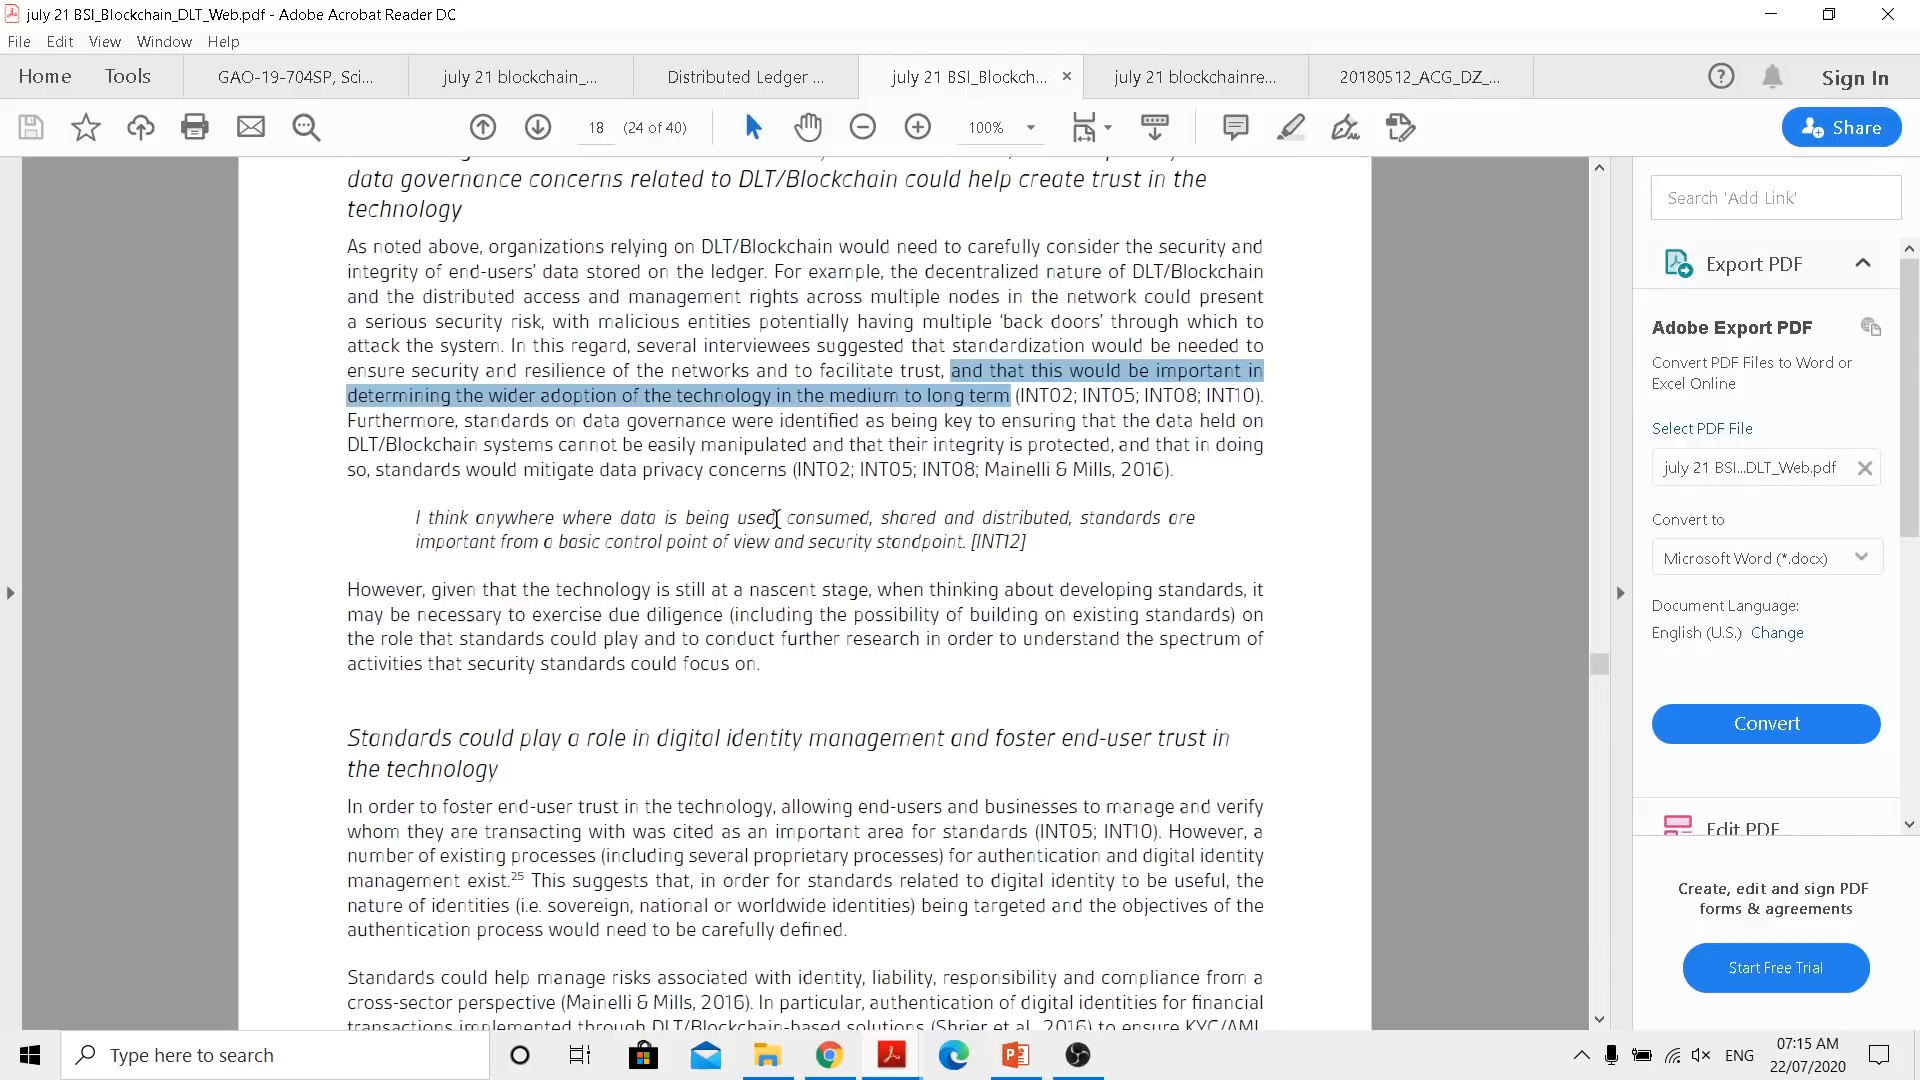 july 21 BSI_Blockchain_DLT_Web.pdf - Adobe Acrobat Reader DC
File Edit View Window Help
Home Tools GAO-19-704SP, Sci... july 21 blockchain_... Distributed Ledger ... july 21 BSI_Blockch... july 21 blockchainre... 20180512_ACG_DZ_... Sign In
18 (24 of 40) 100% Share
data governance concerns related to DLT/Blockchain could help create trust in the
technology
As noted above, organizations relying on DLT/Blockchain would need to carefully consider the security and
integrity of end-users' data stored on the ledger. For example, the decentralized nature of DLT/Blockchain
and the distributed access and management rights across multiple nodes in the network could present
a serious security risk, with malicious entities potentially having multiple 'back doors' through which to
attack the system. In this regard, several interviewees suggested that standardization would be needed to
ensure security and resilience of the networks and to facilitate trust, and that this would be important in
determining the wider adoption of the technology in the medium to long term (INT02; INT05; INT08; INT10).
Furthermore, standards on data governance were identified as being key to ensuring that the data held on
DLT/Blockchain systems cannot be easily manipulated and that their integrity is protected, and that in doing
so, standards would mitigate data privacy concerns (INT02; INT05; INT08; Mainelli & Mills, 2016).
I think anywhere where data is being used, consumed, shared and distributed, standards are
important from a basic control point of view and security standpoint. [INT12]
However, given that the technology is still at a nascent stage, when thinking about developing standards, it
may be necessary to exercise due diligence (including the possibility of building on existing standards) on
the role that standards could play and to conduct further research in order to understand the spectrum of
activities that security standards could focus on.
Standards could play a role in digital identity management and foster end-user trust in
the technology
In order to foster end-user trust in the technology, allowing end-users and businesses to manage and verify
whom they are transacting with was cited as an important area for standards (INT05; INT10). However, a
number of existing processes (including several proprietary processes) for authentication and digital identity
management exist.25 This suggests that, in order for standards related to digital identity to be useful, the
nature of identities (i.e. sovereign, national or worldwide identities) being targeted and the objectives of the
authentication process would need to be carefully defined.
Standards could help manage risks associated with identity, liability, responsibility and compliance from a
cross-sector perspective (Mainelli & Mills, 2016). In particular, authentication of digital identities for financial
transactions implemented through DLT/Blockchain-based solutions (Shrier et al., 2016) to ensure KYC/AML
Search 'Add Link'
Export PDF
Adobe Export PDF
Convert PDF Files to Word or
Excel Online
Select PDF File
july 21 BSI...DLT_Web.pdf
Convert to
Microsoft Word (*.docx)
Document Language:
English (U.S.) Change
Convert
Edit PDF
Create, edit and sign PDF
forms & agreements
Start Free Trial
Type here to search
ENG
07:15 AM
22/07/2020